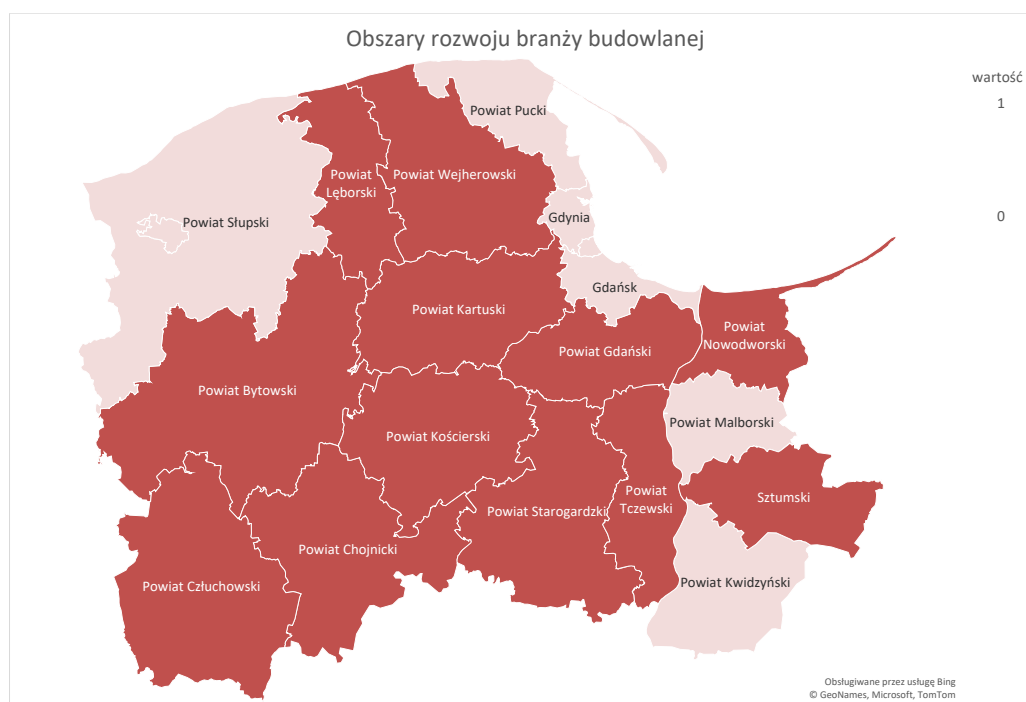 Obszary rozwoju branży budowlanej
wartość
1
0
Powiat Pucki
Powiat
Lęborski
Powiat Wejherowski
Powiat Słupski
Gdynia
Gdańsk
Powiat Kartuski
Powiat
Nowodworski
Powiat Gdański
Powiat Bytowski
Powiat Malborski
Powiat Kościerski
Powiat
Tczewski
Sztumski
Powiat Starogardzki
Powiat Chojnicki
Powiat Kwidzyński
Powiat Człuchowski
Obsługiwane przez usługę Bing
© GeoNames, Microsoft, TomTom